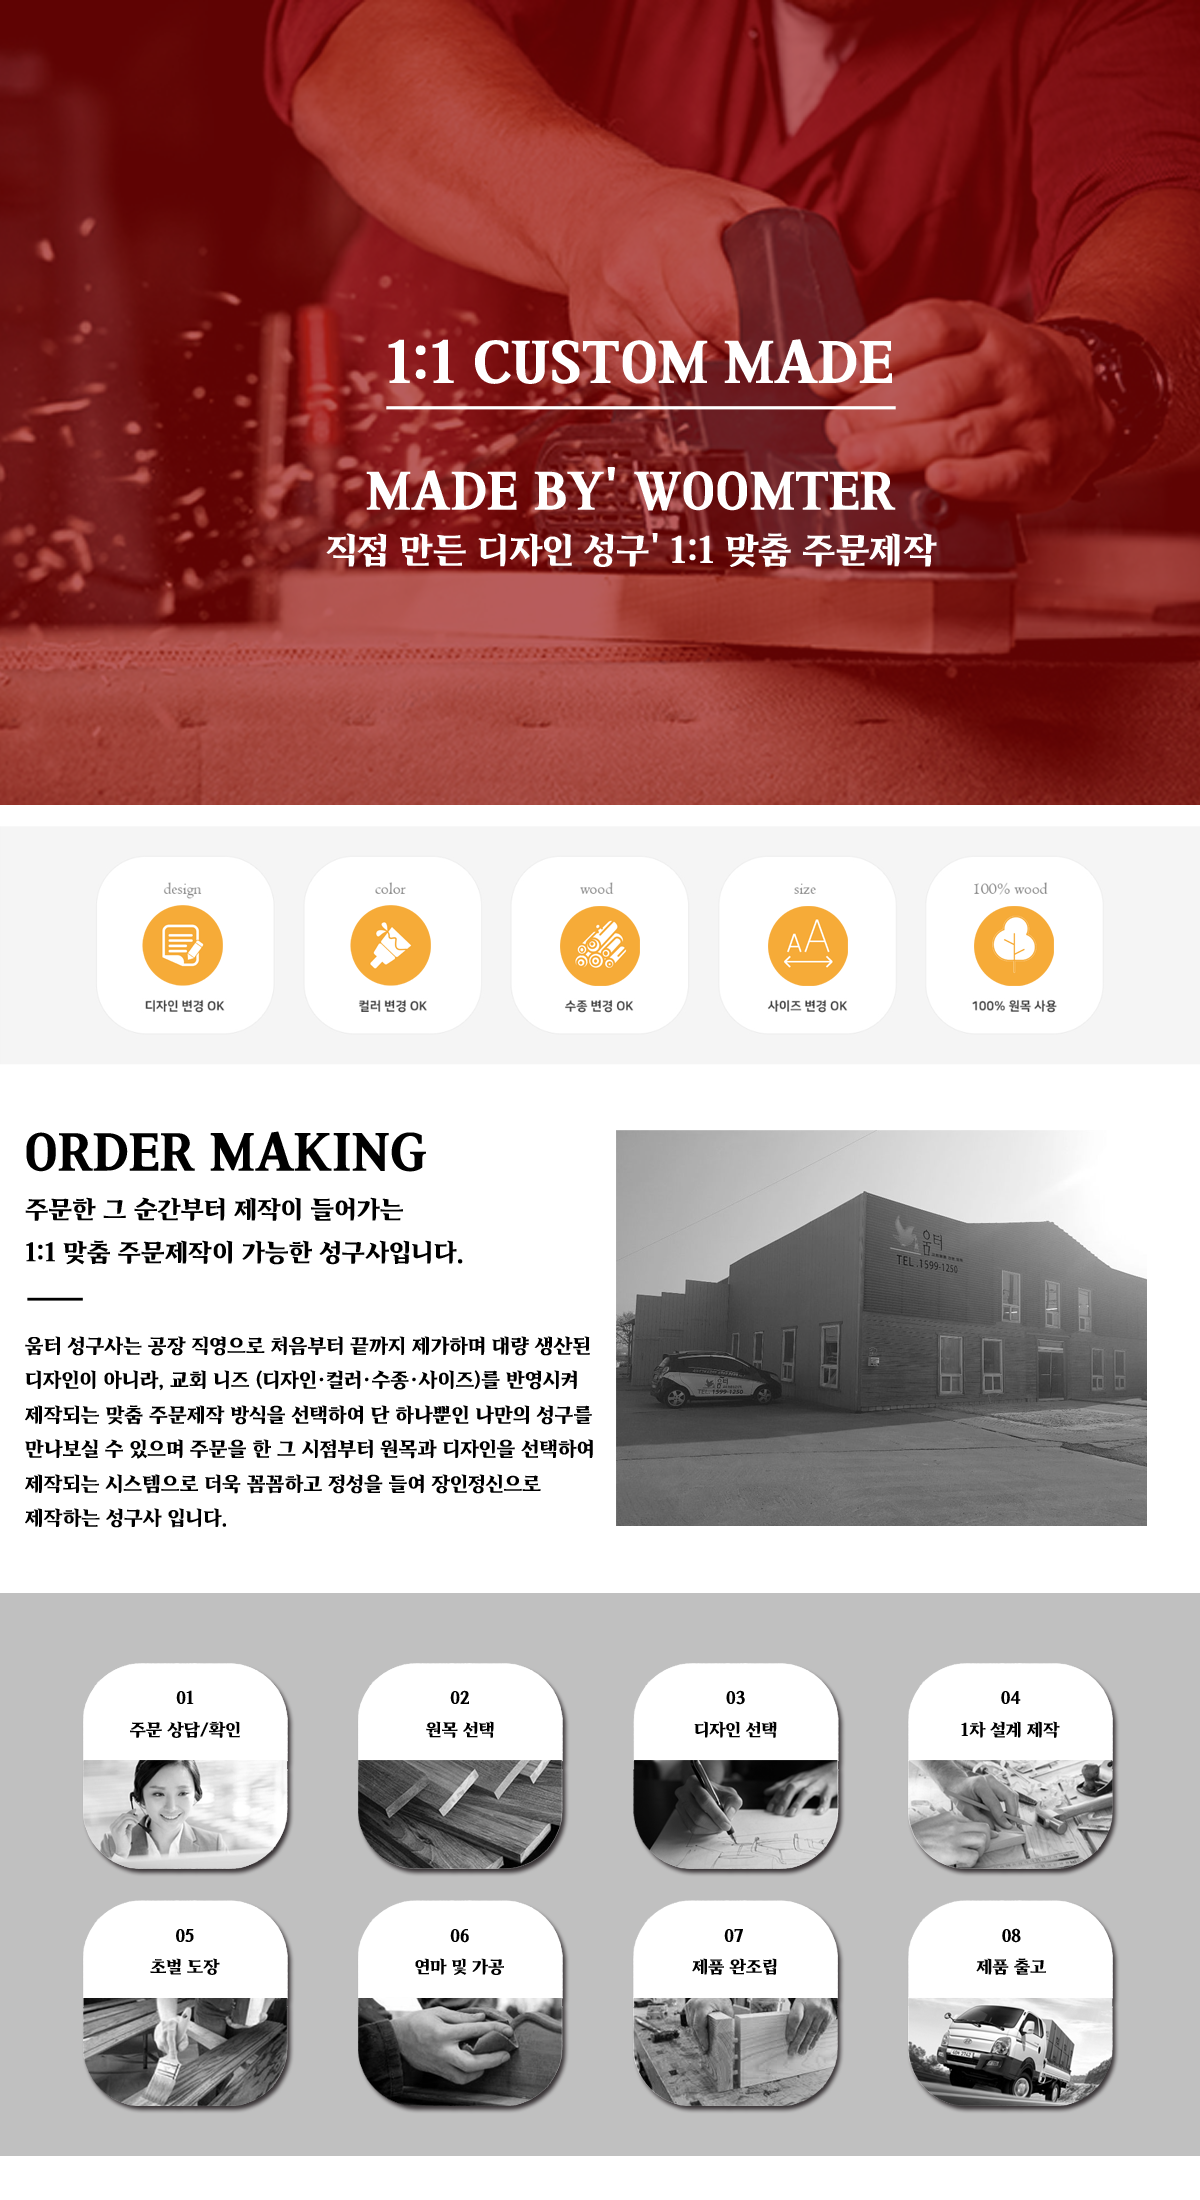 1:1 CUSTOM MADE
MADE BY' WOOMTER
직접 만든 디자인 성구' 1:1 맞춤 주문제작
design
color
wood
size
100% wood
A A
디자인 변경 OK
컬러 변경 OK
수종 변경 OK
사이즈 변경 OK
100% 원목 사용
ORDER MAKING
주문한 그 순간부터 제작이 들어가는
1:1 맞춤 주문제작이 가능한 성구사입니다.
움터 성구사는 공장 직영으로 처음부터 끝까지 제가하며 대량 생산된
디자인이 아니라, 교회 니즈 (디자인·컬러·수종·사이즈)를 반영시켜
제작되는 맞춤 주문제작 방식을 선택하여 단 하나뿐인 나만의 성구를
만나보실 수 있으며 주문을 한 그 시점부터 원목과 디자인을 선택하여
제작되는 시스템으로 더욱 꼼꼼하고 정성을 들여 장인정신으로
제작하는 성구사 입니다.
움터
TEL .1599-1250
움터
TEL 1599-1250
01
주문 상담/확인
02
원목 선택
03
디자인 선택
04
1차 설계 제작
05
초벌 도장
06
연마 및 가공
07
제품 완조립
08
제품 출고